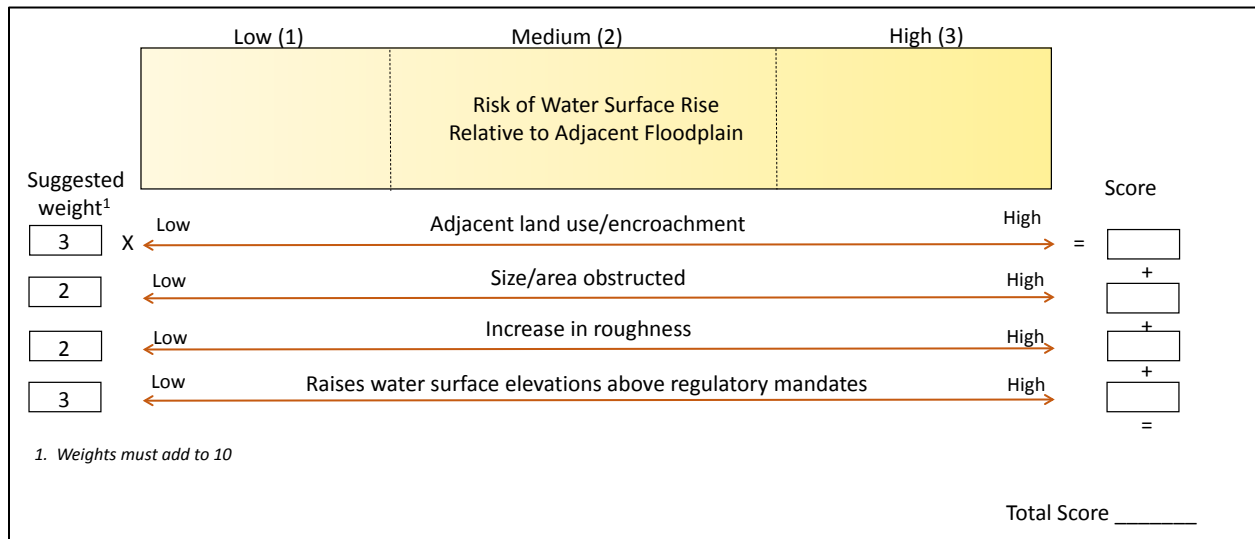 Low (1) Medium (2) High (3)
Risk of Water Surface Rise
Relative to Adjacent Floodplain
Suggested
weight1
Score
Low Adjacent land use/encroachment High
3 X =
+
Low Size/area obstructed High
2
+
Low Increase in roughness High
2
+
Low Raises water surface elevations above regulatory mandates High
3
=
1. Weights must add to 10
Total Score _______